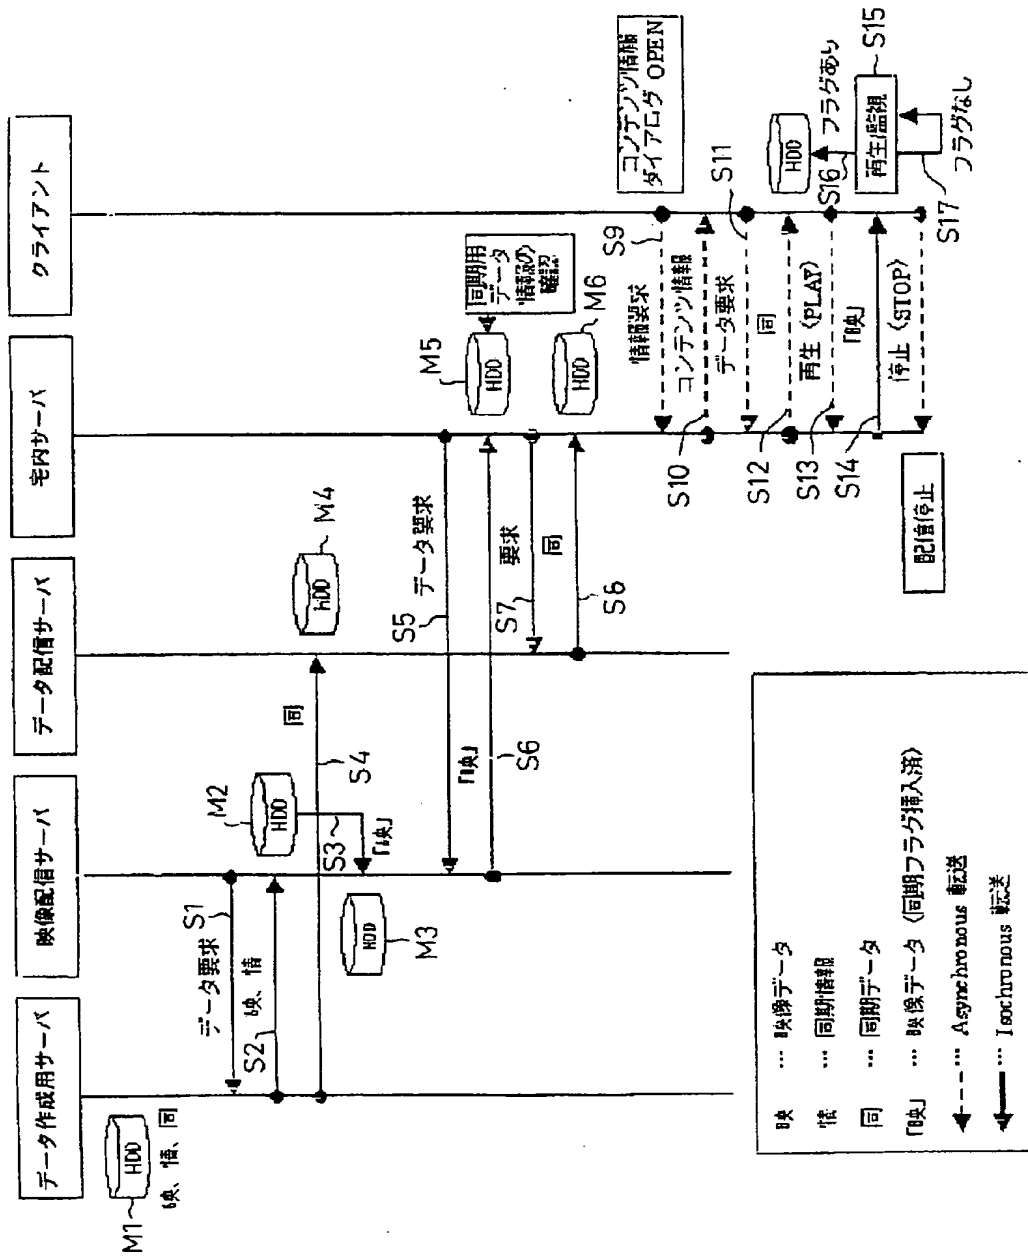 データ作成用サーバ
映像配信サーバ
データ配信サーバ
宅内サーバ
クライアント
M1
HDD
映、情、同
データ要求
S1
S2
映、情
M2
HDD
S3
「映」
HDD
M3
S4
同
M4
HDD
S5
データ要求
「映」
S6
S7
要求
同
S6
M5
HDD
同期用
データ
情報の
確認
M6
HDD
コンテンツ情報
ダイアログ OPEN
情報要求
S9
コンテンツ情報
S10
データ要求
S11
同
S12
再生〈PLAY〉
S13
「映」
S14
停止〈STOP〉
配信停止
HDD
S16
フラグあり
再生/監視
S15
フラグなし
S17
映 … 映像データ
情 … 同期情報
同 … 同期データ
「映」 … 映像データ〈同期フラグ挿入済〉
… Asynchronous 転送
… Isochronous 転送